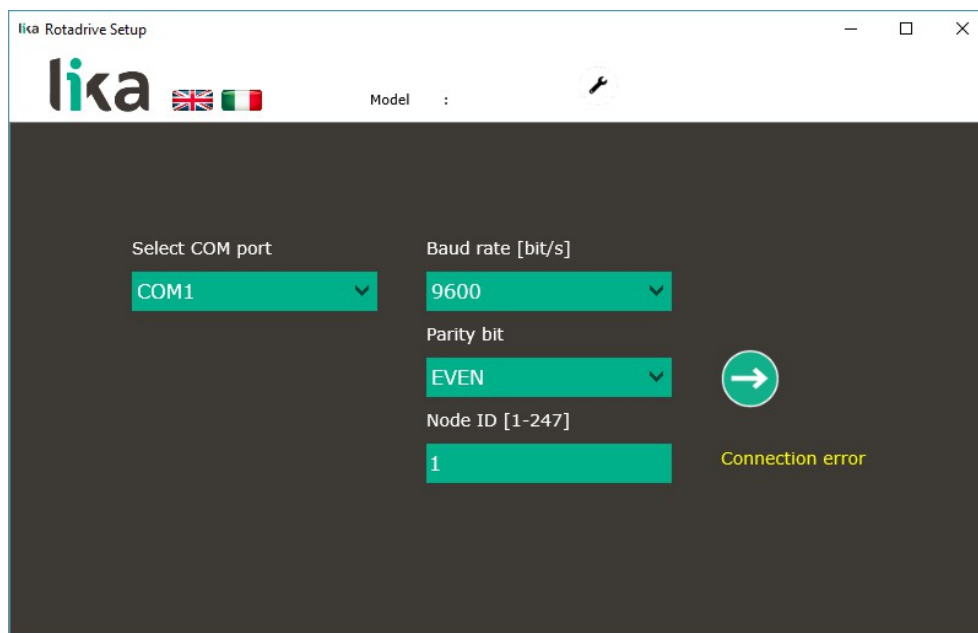 lika Rotadrive Setup
lika
Model :
Select COM port
COM1
Baud rate [bit/s]
9600
Parity bit
EVEN
Node ID [1-247]
1
Connection error